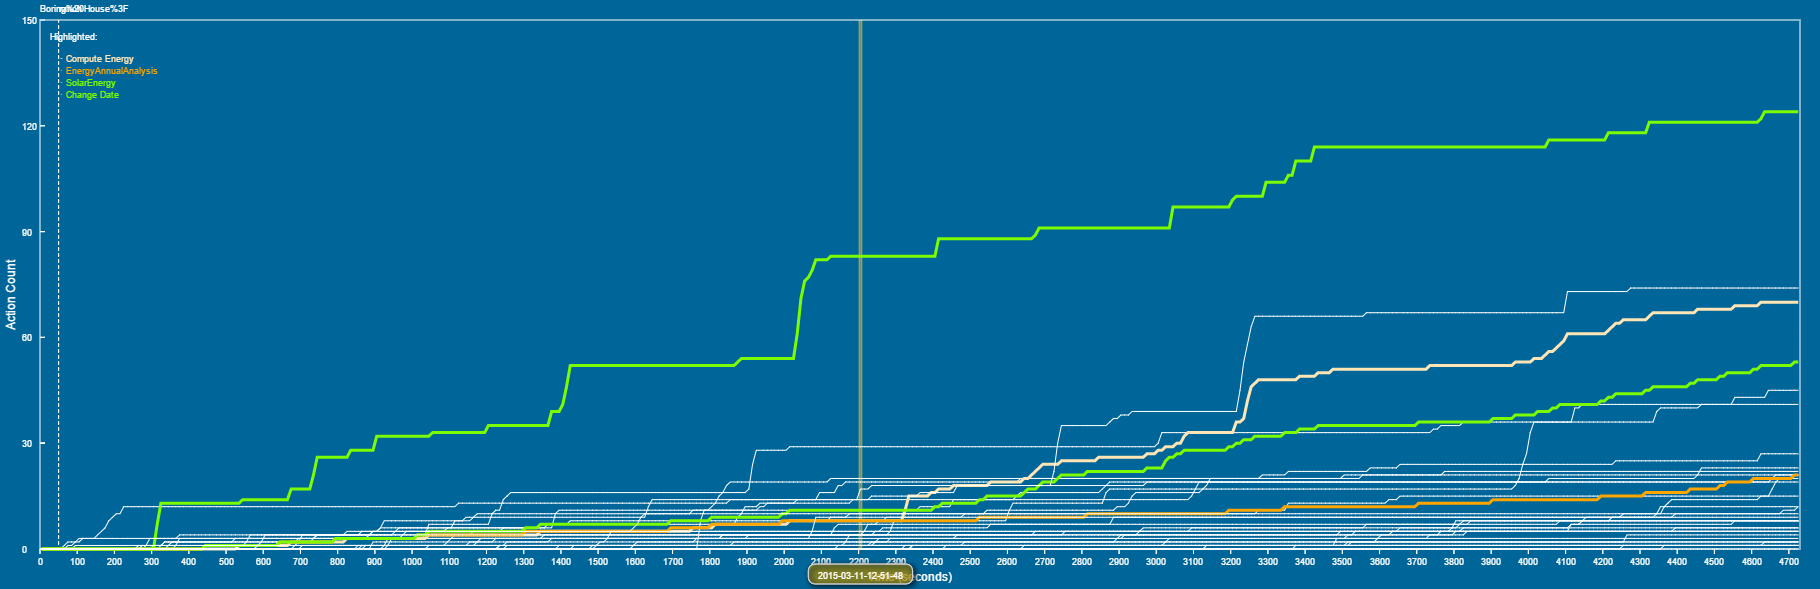 House%3F
Highlighted:
Compute Energy
EnergyAnnualAnalysis
SolarEnergy
Change Date
150
120
90
60
30
0
Action Count
0 100 200 300 400 500 600 700 800 900 1000 1100 1200 1300 1400 1500 1600 1700 1800 1900 2000 2100 2200 2300 2400 2500 2600 2700 2800 2900 3000 3100 3200 3300 3400 3500 3600 3700 3800 3900 4000 4100 4200 4300 4400 4500 4600 4700
2015-03-11-12-51-48